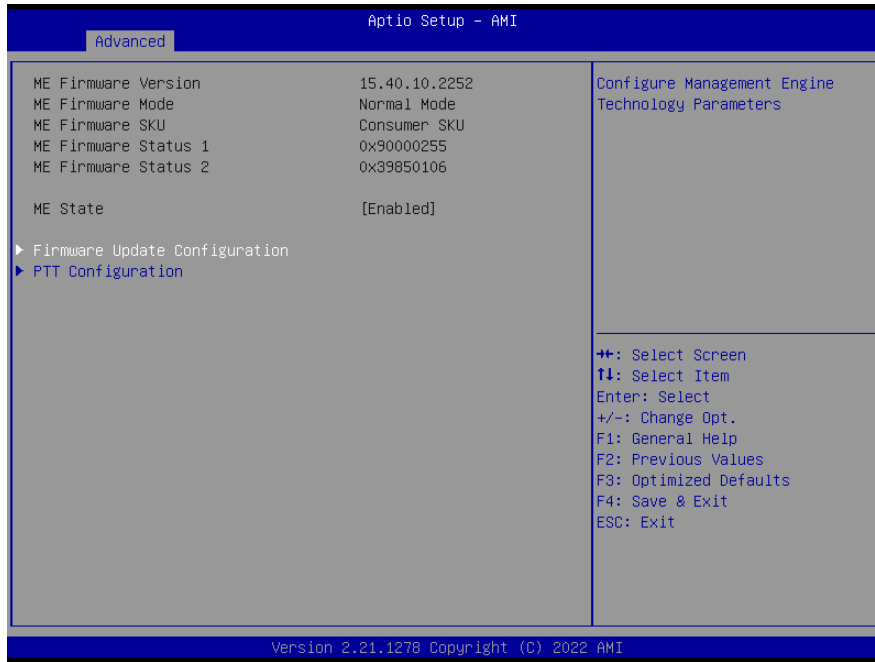 Aptio Setup – AMI
Advanced
ME Firmware Version 15.40.10.2252
ME Firmware Mode Normal Mode
ME Firmware SKU Consumer SKU
ME Firmware Status 1 0x90000255
ME Firmware Status 2 0x39850106
ME State [Enabled]
▶ Firmware Update Configuration
▶ PTT Configuration
Configure Management Engine
Technology Parameters
→←: Select Screen
↑↓: Select Item
Enter: Select
+/-: Change Opt.
F1: General Help
F2: Previous Values
F3: Optimized Defaults
F4: Save & Exit
ESC: Exit
Version 2.21.1278 Copyright (C) 2022 AMI